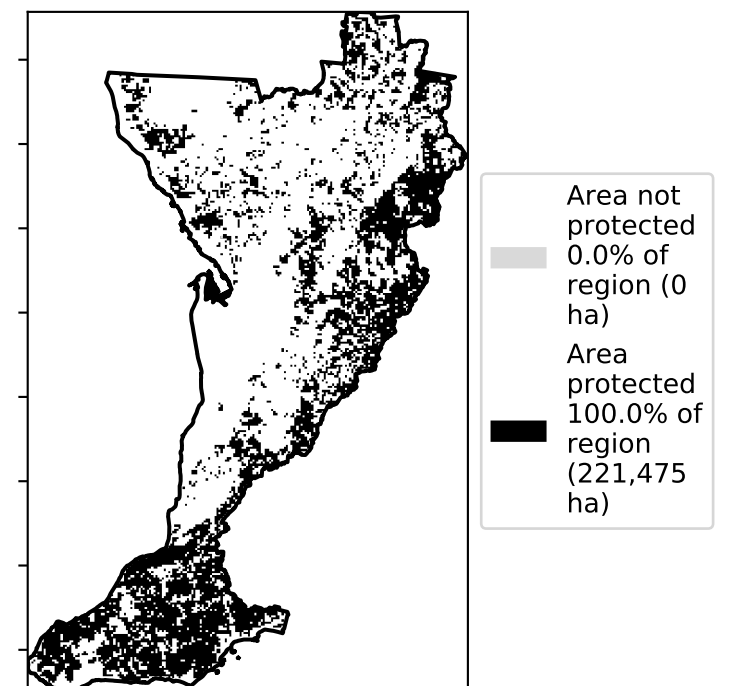 Area not
protected
0.0% of
region (0
ha)
Area
protected
100.0% of
region
(221,475
ha)